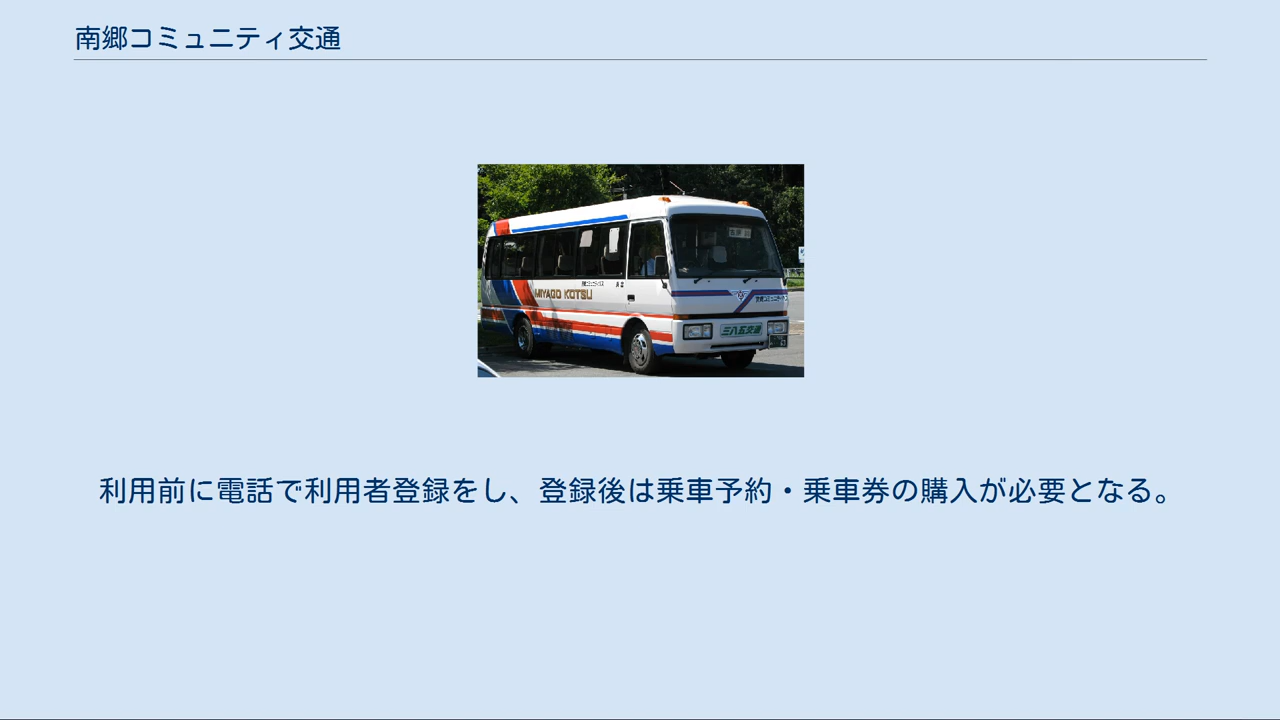 南郷コミュニティ交通
MIYAGO KOTSU
三八五交通
利用前に電話で利用者登録をし、登録後は乗車予約・乗車券の購入が必要となる。